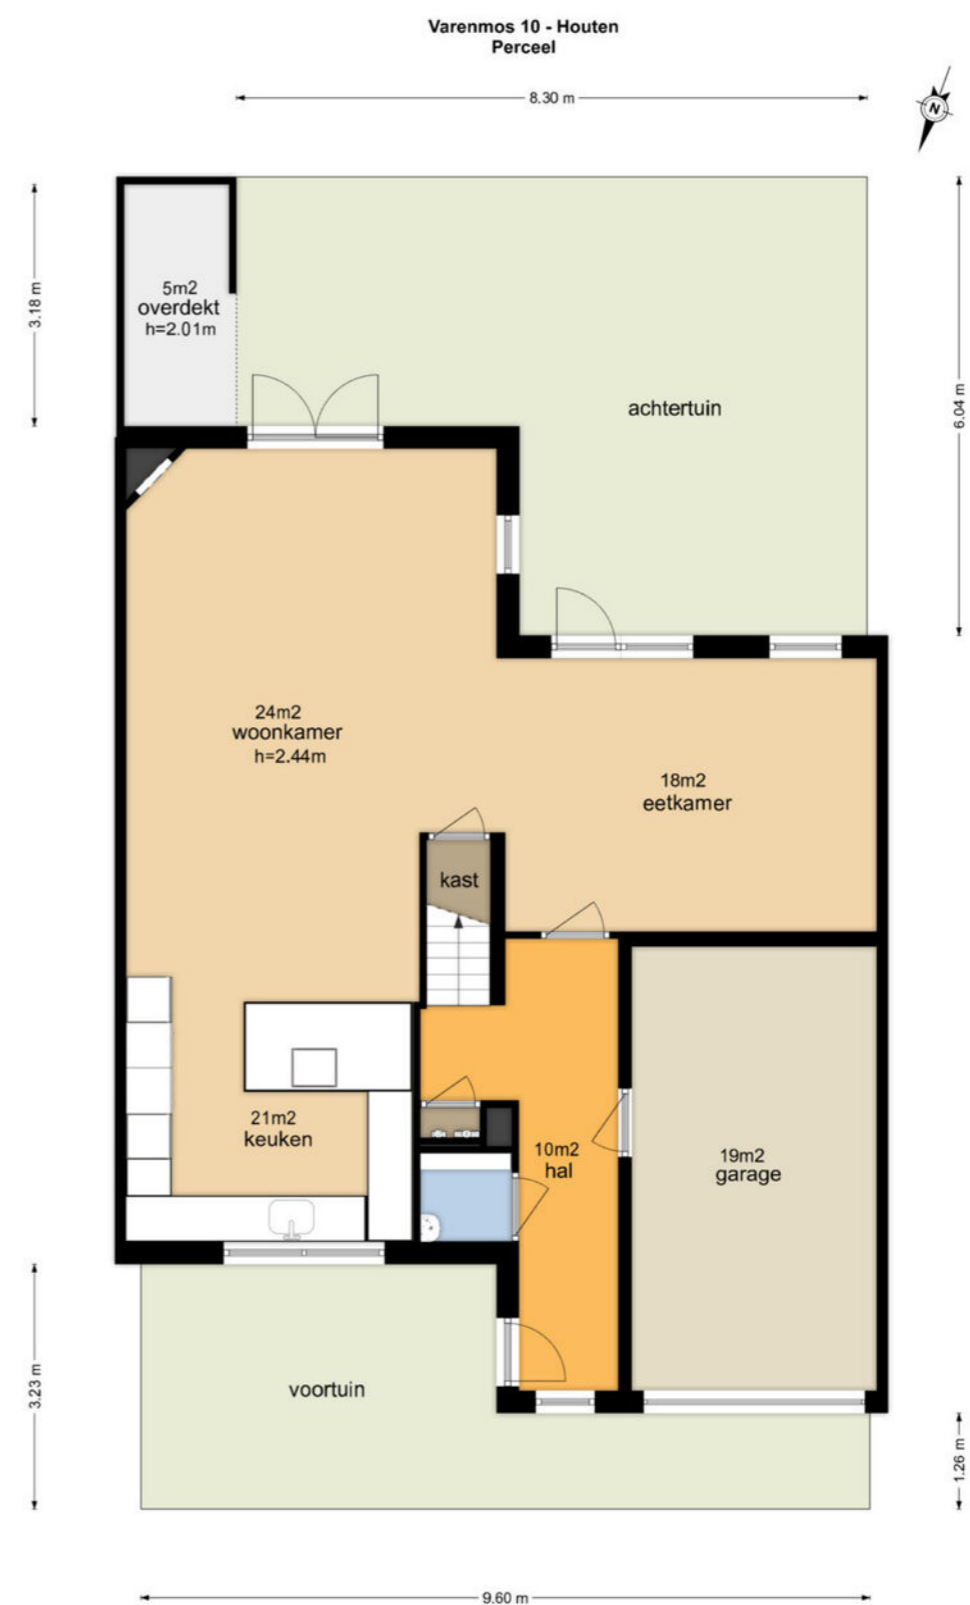 Varenmos 10 - Houten
Perceel
8.30 m
N
3.18 m
6.04 m
5m2
overdekt
h=2.01m
achtertuin
24m2
woonkamer
h=2.44m
18m2
eetkamer
kast
21m2
keuken
10m2
hal
19m2
garage
3.23 m
voortuin
1.26 m
9.60 m